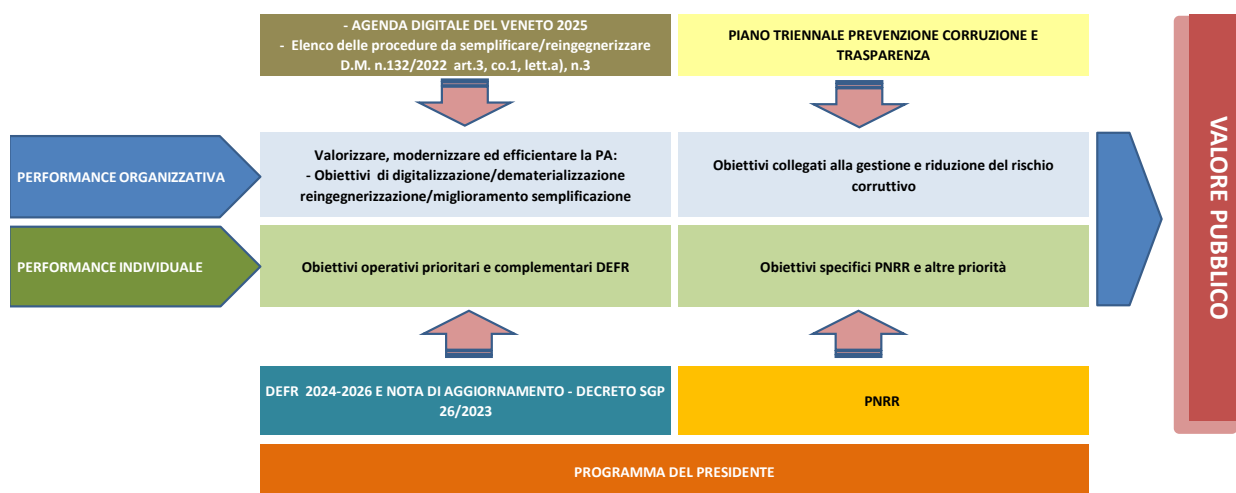 - AGENDA DIGITALE DEL VENETO 2025
- Elenco delle procedure da semplificare/reingegnerizzare
D.M. n.132/2022 art.3, co.1, lett.a), n.3
PIANO TRIENNALE PREVENZIONE CORRUZIONE E
TRASPARENZA
PERFORMANCE ORGANIZZATIVA
Valorizzare, modernizzare ed efficientare la PA:
- Obiettivi di digitalizzazione/dematerializzazione
reingegnerizzazione/miglioramento semplificazione
Obiettivi collegati alla gestione e riduzione del rischio
corruttivo
PERFORMANCE INDIVIDUALE
Obiettivi operativi prioritari e complementari DEFR
Obiettivi specifici PNRR e altre priorità
VALORE PUBBLICO
DEFR 2024-2026 E NOTA DI AGGIORNAMENTO - DECRETO SGP
26/2023
PNRR
PROGRAMMA DEL PRESIDENTE